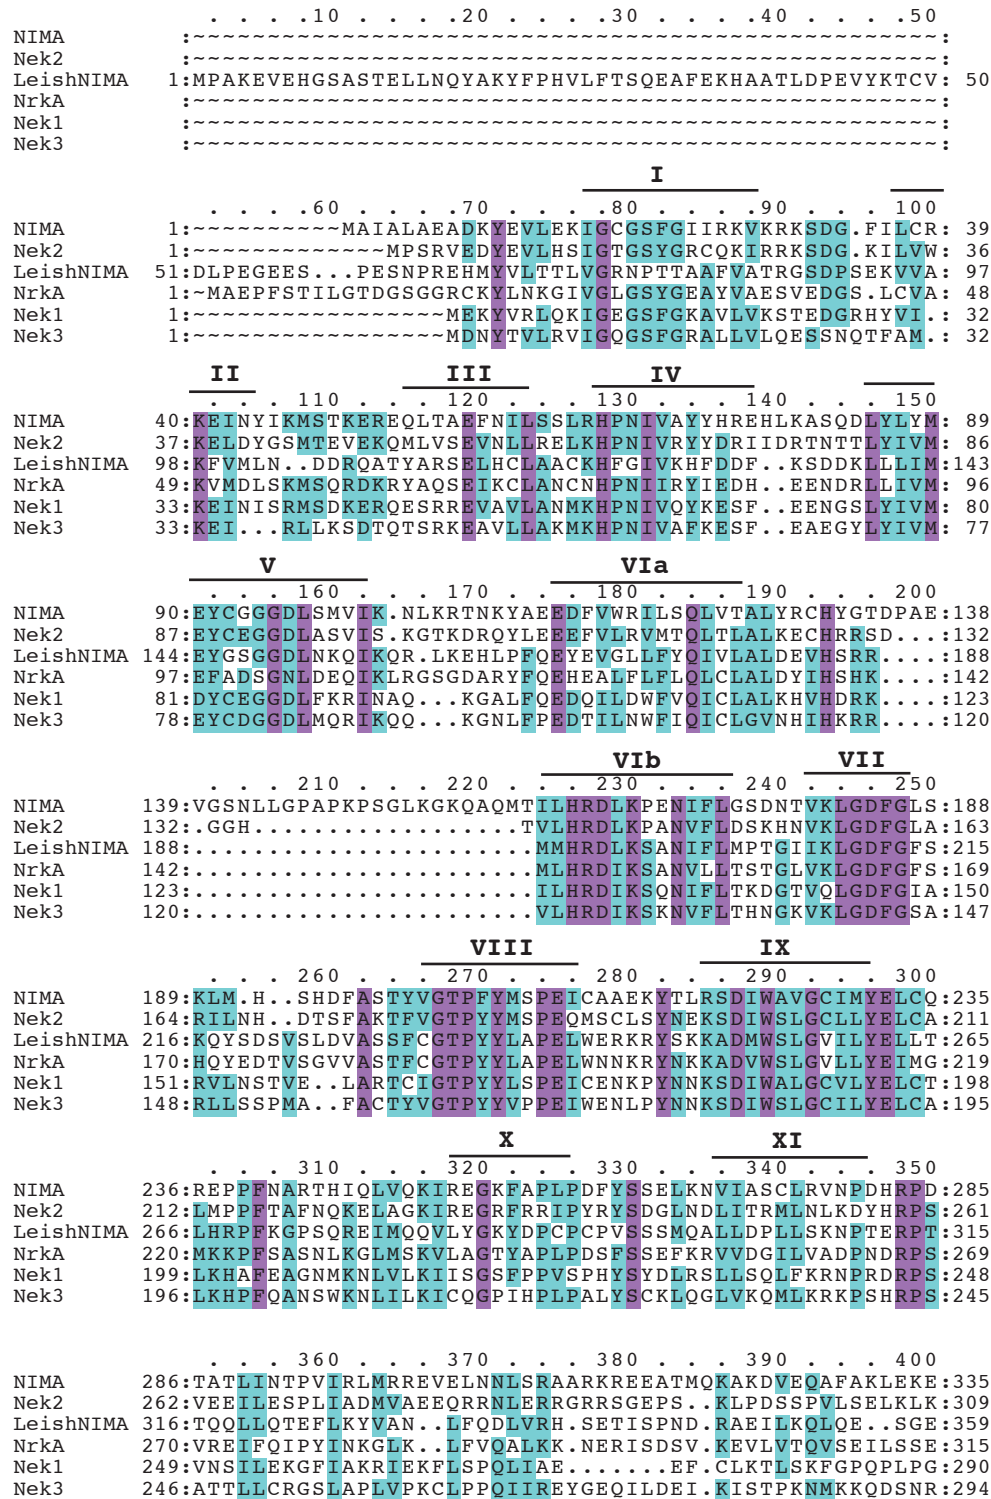 . . . .10 . . . .20 . . . .30 . . . .40 . . . .50
NIMA :~~~~~~~~~~~~~~~~~~~~~~~~~~~~~~~~~~~~~~~~~~~~~~~~~~:
Nek2 :~~~~~~~~~~~~~~~~~~~~~~~~~~~~~~~~~~~~~~~~~~~~~~~~~~:
LeishNIMA 1:MPAKEVEHGSASTELLNQYAKYFPHVLFTSQEAFEKHAATLDPEVYKTCV: 50
NrkA :~~~~~~~~~~~~~~~~~~~~~~~~~~~~~~~~~~~~~~~~~~~~~~~~~~:
Nek1 :~~~~~~~~~~~~~~~~~~~~~~~~~~~~~~~~~~~~~~~~~~~~~~~~~~:
Nek3 :~~~~~~~~~~~~~~~~~~~~~~~~~~~~~~~~~~~~~~~~~~~~~~~~~~:
I
. . . .60 . . . .70 . . . .80 . . . .90 . . . 100
NIMA 1:~~~~~~~~~~MAIALAEADKYEVLEKIGCGSFGIIRKVKRKSDG.FILCR: 39
Nek2 1:~~~~~~~~~~~~~MPSRVEDYEVLHSIGTGSYGRCQKIRRKSDG.KILVW: 36
LeishNIMA 51:DLPEGEES...PESNPREHMYVLTTLVGRNPTTAAFVATRGSDPSEKVVA: 97
NrkA 1:~MAEPFSTILGTDGSGGRCKYLNKGIVGLGSYGEAYVAESVEDGS.LCVA: 48
Nek1 1:~~~~~~~~~~~~~~~~~MEKYVRLQKIGEGSFGKAVLVKSTEDGRHYVI.: 32
Nek3 1:~~~~~~~~~~~~~~~~~MDNYTVLRVIGQGSFGRALLVLQESSNQTFAM.: 32
II III IV
. . . 110 . . . 120 . . . 130 . . . 140 . . . 150
NIMA 40:KEINYIKMSTKEREQLTAEFNILSSLRHPNIVAYYHREHLKASQDLYLYM: 89
Nek2 37:KELDYGSMTEVEKQMLVSEVNLLRELKHPNIVRYYDRIIDRTNTTLYIVM: 86
LeishNIMA 98:KFVMLN..DDRQATYARSELHCLAACKHFGIVKHFDDF..KSDDKLLLIM:143
NrkA 49:KVMDLSKMSQRDKRYAQSEIKCLANCNHPNIIRYIEDH..EENDRLLIVM: 96
Nek1 33:KEINISRMSDKERQESRREVAVLANMKHPNIVQYKESF..EENGSLYIVM: 80
Nek3 33:KEI...RLLKSDTQTSRKEAVLLAKMKHPNIVAFKESF..EAEGYLYIVM: 77
V VIa
. . . 160 . . . 170 . . . 180 . . . 190 . . . 200
NIMA 90:EYCGGGDLSMVIK.NLKRTNKYAEEDFVWRILSQLVTALYRCHYGTDPAE:138
Nek2 87:EYCEGGDLASVIS.KGTKDRQYLEEEFVLRVMTQLTLALKECHRRSD...:132
LeishNIMA 144:EYGSGGDLNKQIKQR.LKEHLPFQEYEVGLLFYQIVLALDEVHSRR....:188
NrkA 97:EFADSGNLDEQIKLRGSGDARYFQEHEALFLFLQLCLALDYIHSHK....:142
Nek1 81:DYCEGGDLFKRINAQ...KGALFQEDQILDWFVQICLALKHVHDRK....:123
Nek3 78:EYCDGGDLMQRIKQQ...KGNLFPEDTILNWFIQICLGVNHIHKRR....:120
VIb VII
. . . 210 . . . 220 . . . 230 . . . 240 . . . 250
NIMA 139:VGSNLLGPAPKPSGLKGKQAQMTILHRDLKPENIFLGSDNTVKLGDFGLS:188
Nek2 132:.GGH..................TVLHRDLKPANVFLDSKHNVKLGDFGLA:163
LeishNIMA 188:.......................MMHRDLKSANIFLMPTGIIKLGDFGFS:215
NrkA 142:.......................MLHRDIKSANVLLTSTGLVKLGDFGFS:169
Nek1 123:.......................ILHRDIKSQNIFLTKDGTVQLGDFGIA:150
Nek3 120:.......................VLHRDIKSKNVFLTHNGKVKLGDFGSA:147
VIII IX
. . . 260 . . . 270 . . . 280 . . . 290 . . . 300
NIMA 189:KLM.H..SHDFASTYVGTPFYMSPEICAAEKYTLRSDIWAVGCIMYELCQ:235
Nek2 164:RILNH..DTSFAKTFVGTPYYMSPEQMSCLSYNEKSDIWSLGCLLYELCA:211
LeishNIMA 216:KQYSDSVSLDVASSFCGTPYYLAPELWERKRYSKKADMWSLGVILYELLT:265
NrkA 170:HQYEDTVSGVVASTFCGTPYYLAPELWNNKRYNKKADVWSLGVLLYEIMG:219
Nek1 151:RVLNSTVE..LARTCIGTPYYLSPEICENKPYNNKSDIWALGCVLYELCT:198
Nek3 148:RLLSSPMA..FACTYVGTPYYVPPEIWENLPYNNKSDIWSLGCILYELCA:195
X XI
. . . 310 . . . 320 . . . 330 . . . 340 . . . 350
NIMA 236:REPPFNARTHIQLVQKIREGKFAPLPDFYSSELKNVIASCLRVNPDHRPD:285
Nek2 212:LMPPFTAFNQKELAGKIREGRFRRIPYRYSDGLNDLITRMLNLKDYHRPS:261
LeishNIMA 266:LHRPFKGPSQREIMQQVLYGKYDPCPCPVSSSMQALLDPLLSKNPTERPT:315
NrkA 220:MKKPFSASNLKGLMSKVLAGTYAPLPDSFSSEFKRVVDGILVADPNDRPS:269
Nek1 199:LKHAFEAGNMKNLVLKIISGSFPPVSPHYSYDLRSLLSQLFKRNPRDRPS:248
Nek3 196:LKHPFQANSWKNLILKICQGPIHPLPALYSCKLQGLVKQMLKRKPSHRPS:245
. . . 360 . . . 370 . . . 380 . . . 390 . . . 400
NIMA 286:TATLINTPVIRLMRREVELNNLSRAARKREEATMQKAKDVEQAFAKLEKE:335
Nek2 262:VEEILESPLIADMVAEEQRRNLERRGRRSGEPS..KLPDSSPVLSELKLK:309
LeishNIMA 316:TQQLLQTEFLKYVAN..LFQDLVRH.SETISPND.RAEILKQLQE..SGE:359
NrkA 270:VREIFQIPYINKGLK..LFVQALKK.NERISDSV.KEVLVTQVSEILSSE:315
Nek1 249:VNSILEKGFIAKRIEKFLSPQLIAE.......EF.CLKTLSKFGPQPLPG:290
Nek3 246:ATTLLCRGSLAPLVPKCLPPQIIREYGEQILDEI.KISTPKNMKKQDSNR:294